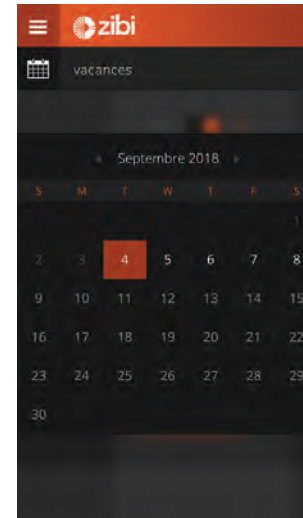 zibi
vacances
« Septembre 2018 »
S M T W T F S
1
2 3 4 5 6 7 8
9 10 11 12 13 14 15
16 17 18 19 20 21 22
23 24 25 26 27 28 29
30